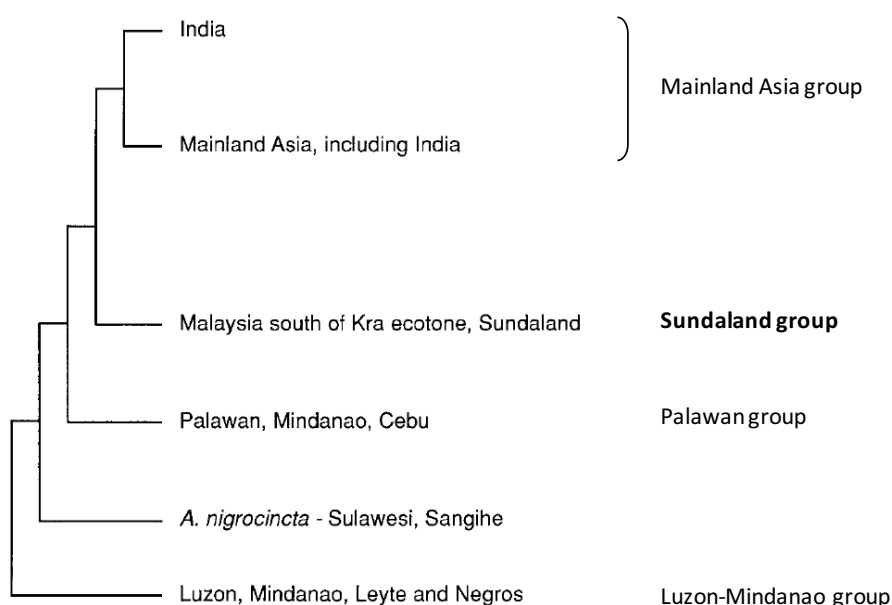 India
Mainland Asia group
Mainland Asia, including India
Malaysia south of Kra ecotone, Sundaland
Sundaland group
Palawan, Mindanao, Cebu
Palawan group
A. nigrocincta - Sulawesi, Sangihe
Luzon, Mindanao, Leyte and Negros
Luzon-Mindanao group